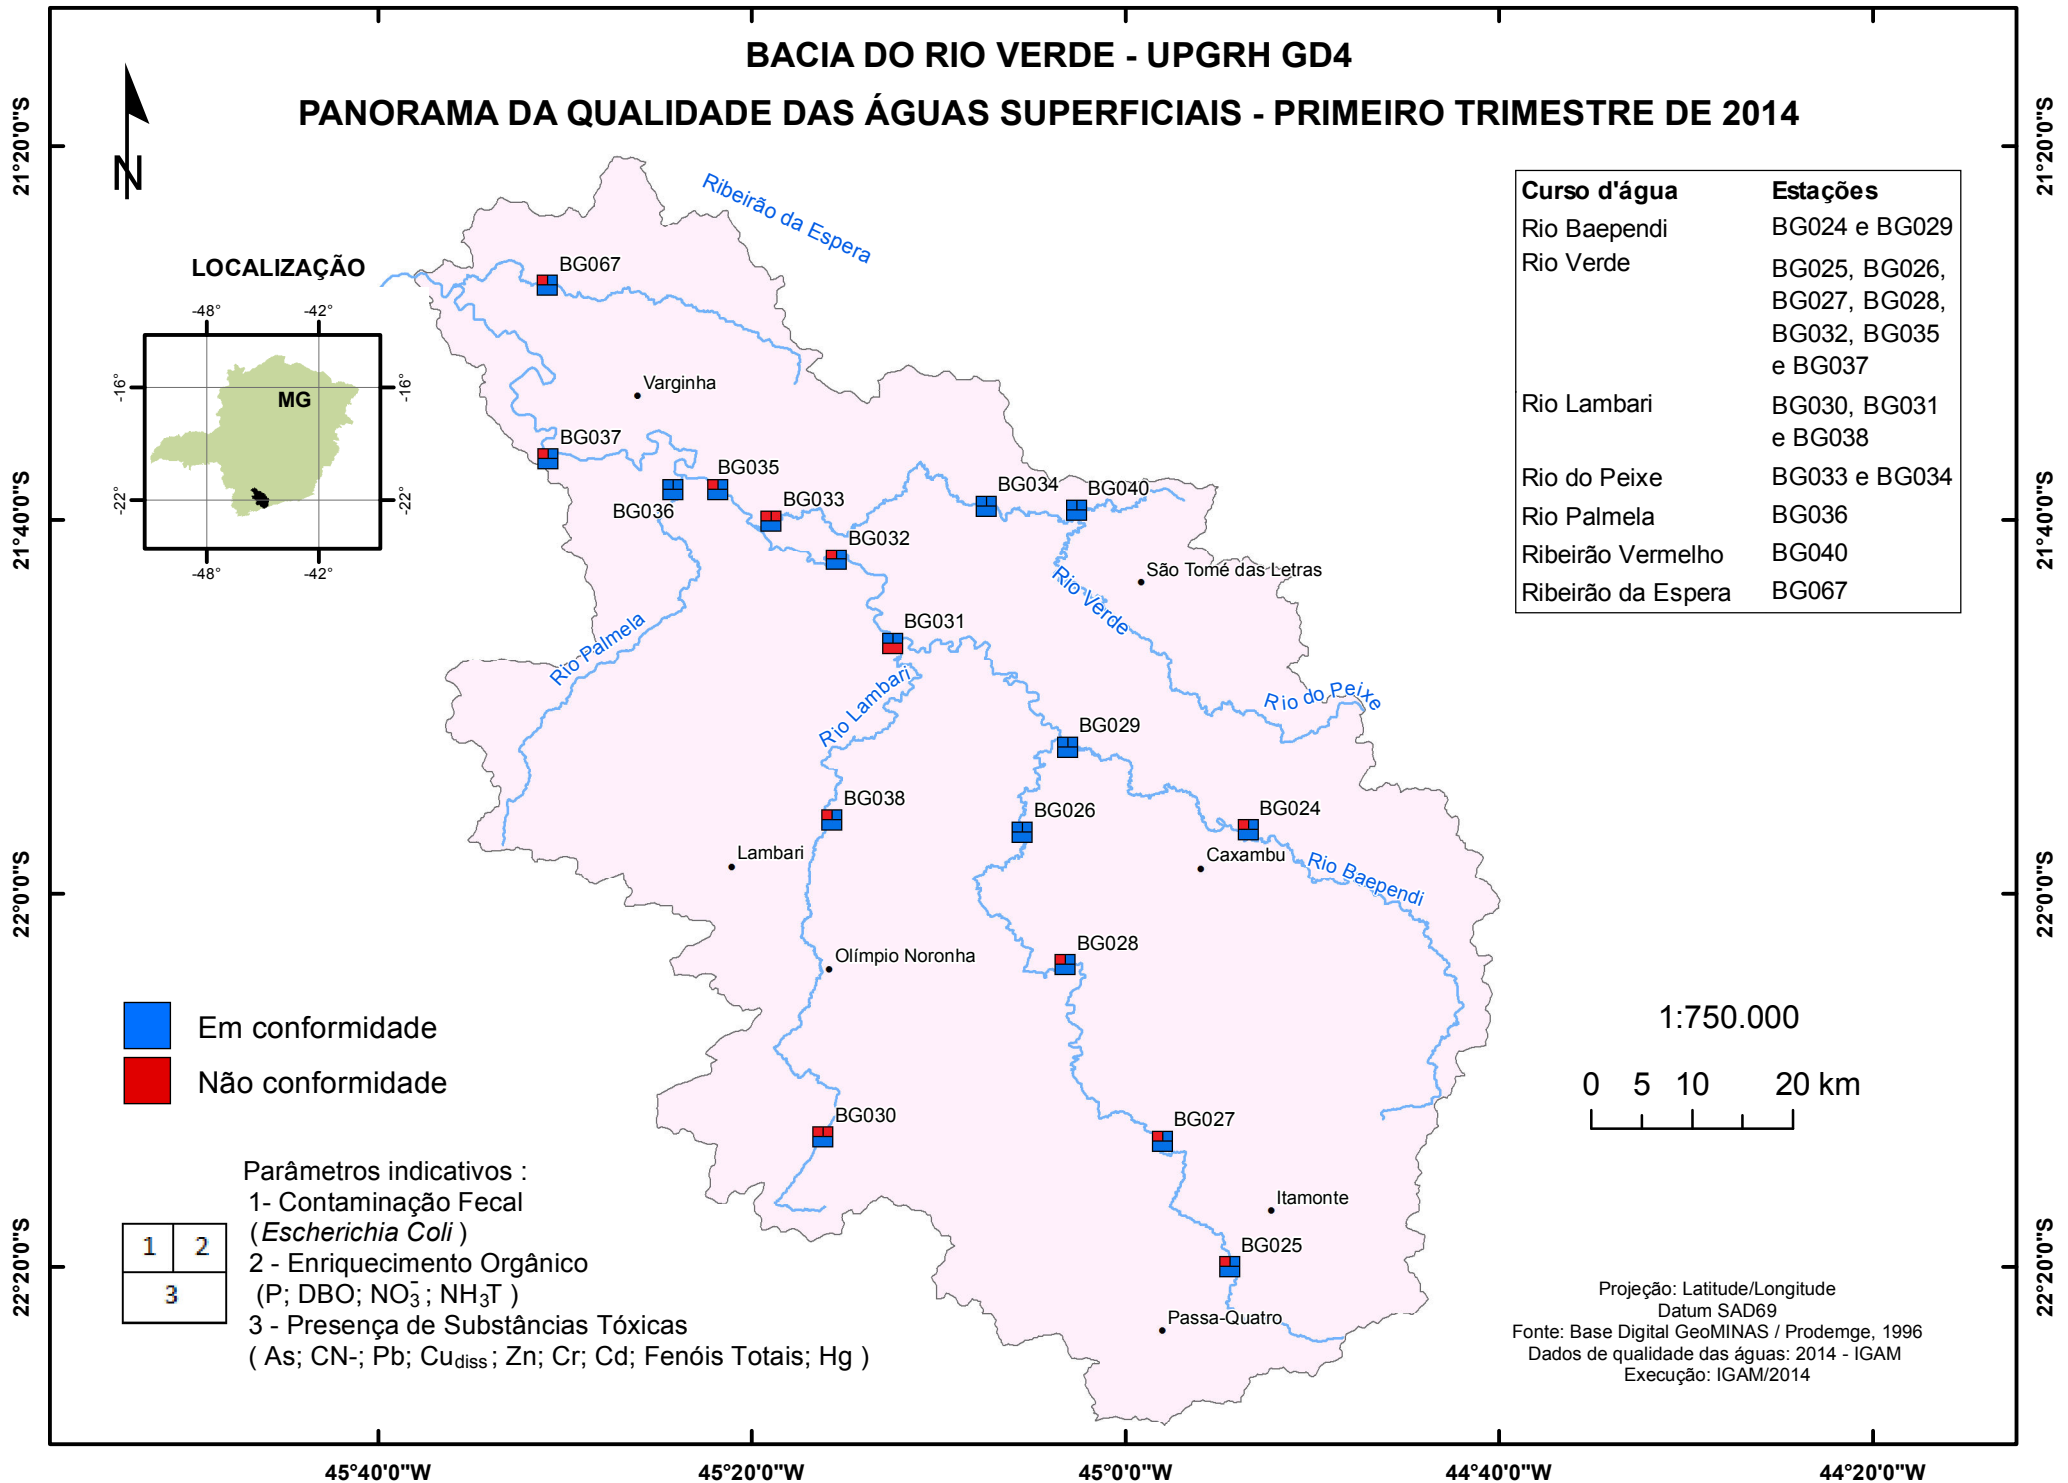 BACIA DO RIO VERDE - UPGRH GD4
PANORAMA DA QUALIDADE DAS ÁGUAS SUPERFICIAIS - PRIMEIRO TRIMESTRE DE 2014
N
21°20'0"S
21°20'0"S
21°40'0"S
21°40'0"S
22°0'0"S
22°0'0"S
22°20'0"S
22°20'0"S
Curso d'água Estações
Rio Baependi BG024 e BG029
Rio Verde BG025, BG026,
BG027, BG028,
BG032, BG035
e BG037
Rio Lambari BG030, BG031
e BG038
Rio do Peixe BG033 e BG034
Rio Palmela BG036
Ribeirão Vermelho BG040
Ribeirão da Espera BG067
LOCALIZAÇÃO
-48° -42°
-16° -16°
MG
-22° -22°
-48° -42°
Ribeirão da Espera
BG067
Varginha
BG037
BG035
BG036
BG033
BG034
BG040
BG032
São Tomé das Letras
Rio Verde
BG031
Rio Palmela
Rio Lambari
Rio do Peixe
BG029
BG038
BG026
BG024
Lambari
Caxambu
Rio Baependi
BG028
Olímpio Noronha
BG030
BG027
Itamonte
BG025
Passa-Quatro
Em conformidade
Não conformidade
Parâmetros indicativos :
1- Contaminação Fecal
(Escherichia Coli )
2 - Enriquecimento Orgânico
(P; DBO; NO₃⁻; NH₃T )
3 - Presença de Substâncias Tóxicas
( As; CN-; Pb; Cudiss ; Zn; Cr; Cd; Fenóis Totais; Hg )
1 2
3
1:750.000
0 5 10 20 km
Projeção: Latitude/Longitude
Datum SAD69
Fonte: Base Digital GeoMINAS / Prodemge, 1996
Dados de qualidade das águas: 2014 - IGAM
Execução: IGAM/2014
45°40'0"W 45°20'0"W 45°0'0"W 44°40'0"W 44°20'0"W